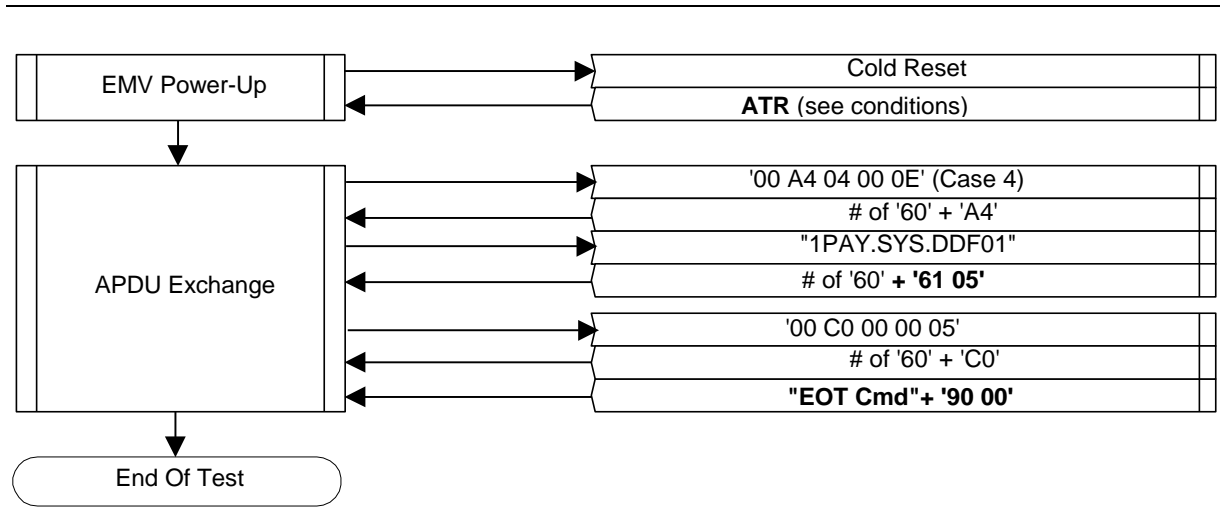 EMV Power-Up
Cold Reset
ATR (see conditions)
APDU Exchange
'00 A4 04 00 0E' (Case 4)
# of '60' + 'A4'
"1PAY.SYS.DDF01"
# of '60' + '61 05'
'00 C0 00 00 05'
# of '60' + 'C0'
"EOT Cmd"+ '90 00'
End Of Test